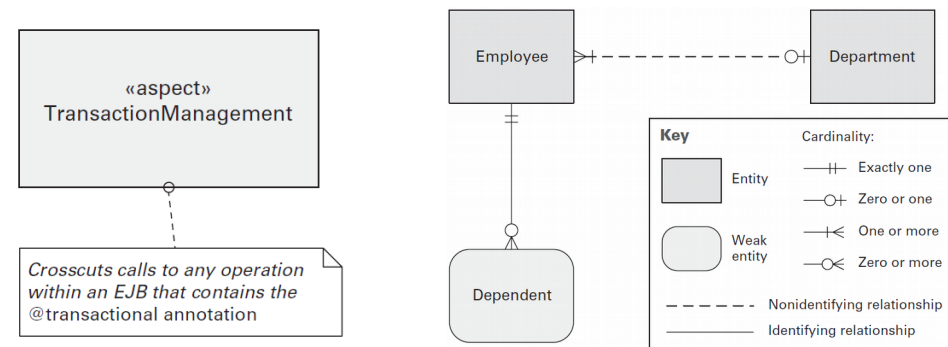 «aspect»
TransactionManagement
Crosscuts calls to any operation
within an EJB that contains the
@transactional annotation
Employee
Department
Dependent
Key
Entity
Weak
entity
Cardinality:
Exactly one
Zero or one
One or more
Zero or more
Nonidentifying relationship
Identifying relationship